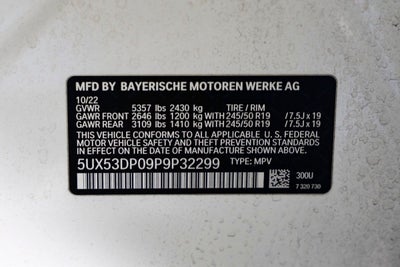 MFD BY BAYERISCHE MOTOREN WERKE AG
10/22
GVWR 5357 lbs 2430 kg TIRE / RIM
GAWR FRONT 2646 lbs 1200 KG 245/50 R19 /7.5J x 19
GAWR REAR 3109 lbs 1410 KG 245/50 R19 /7.5J x 19
THIS VEHICLE CONFORMS TO ALL APPLICABLE U. S. FEDERAL
MOTOR VEHICLE SAFETY, BUMPER, AND THEFT PREVENTION
STANDARDS IN EFFECT ON THE DATE OF MANUFACTURE SHOWN ABOVE.
5UX53DP09P9P32299 TYPE: MPV
300U
7 320 730